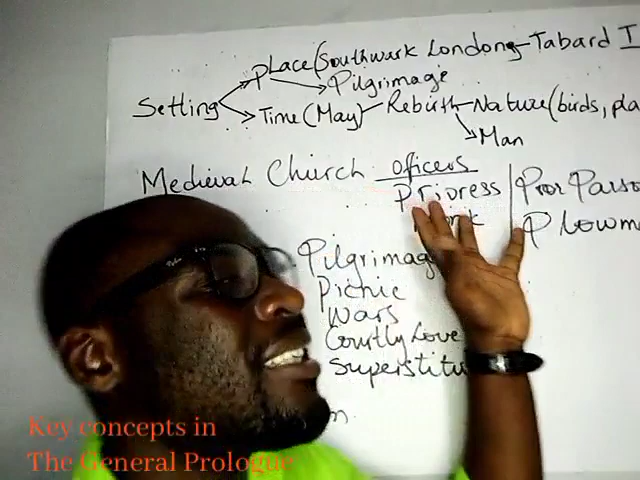 place (Southwark London - Tabard I
Pilgrimage
Setting
Time (May) - Rebirth - Nature (birds, pla
Man
Medieval Church officers
Prioress Poor Parso
Plowm
Pilgrimag
Picnic
Wars
Courtly Love
Superstitu
Key concepts in
The General Prologue